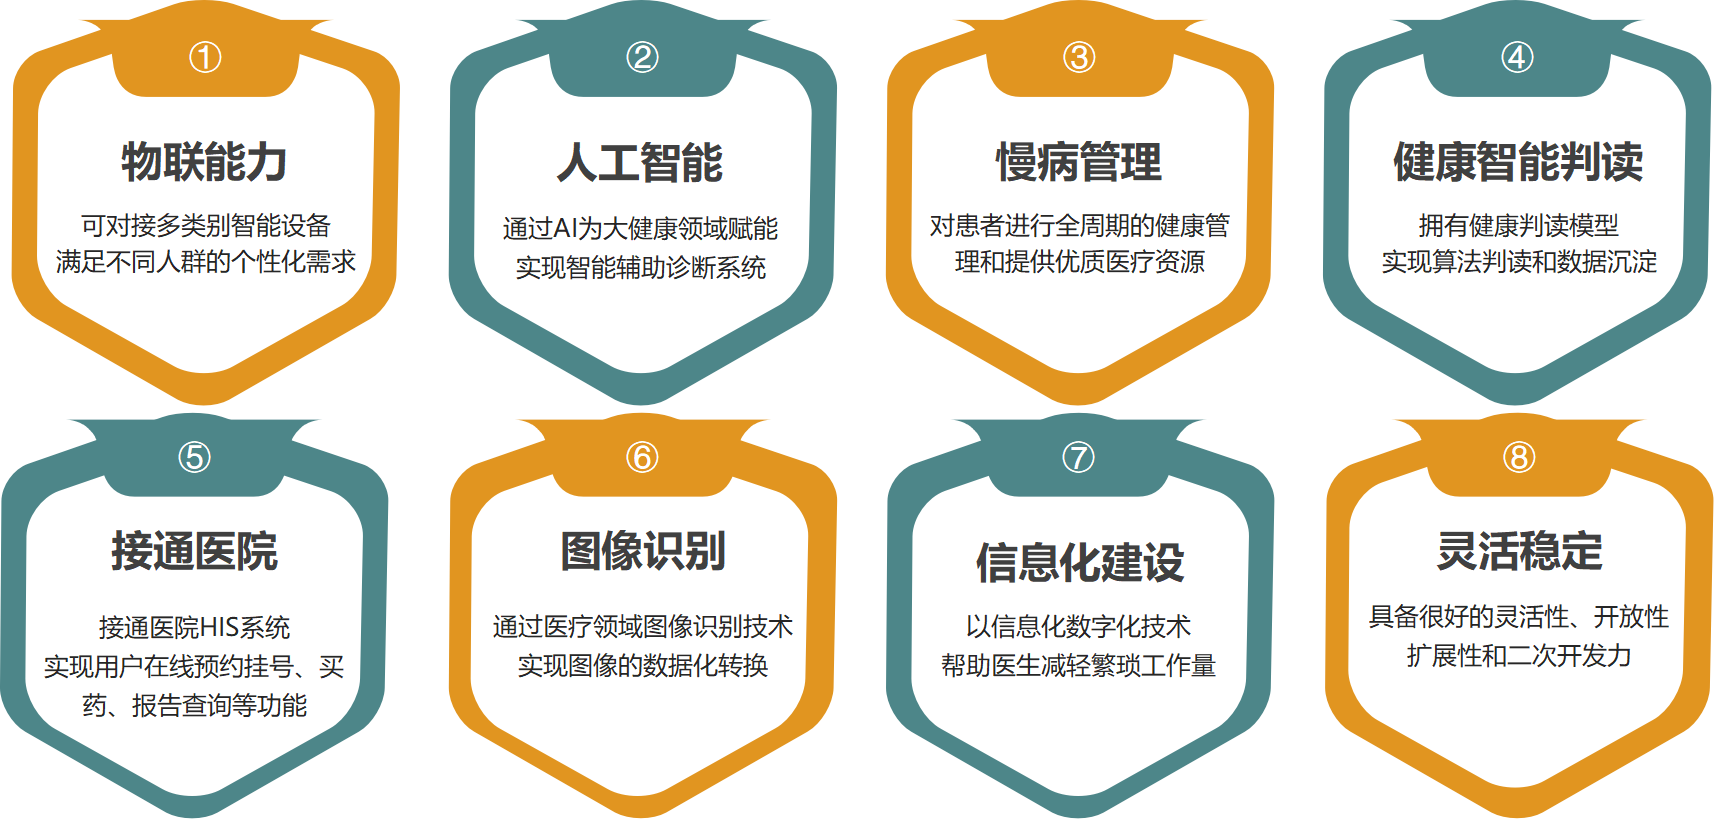 ①
物联能力
可对接多类别智能设备
满足不同人群的个性化需求
②
人工智能
通过AI为大健康领域赋能
实现智能辅助诊断系统
③
慢病管理
对患者进行全周期的健康管
理和提供优质医疗资源
④
健康智能判读
拥有健康判读模型
实现算法判读和数据沉淀
⑤
接通医院
接通医院HIS系统
实现用户在线预约挂号、买
药、报告查询等功能
⑥
图像识别
通过医疗领域图像识别技术
实现图像的数据化转换
⑦
信息化建设
以信息化数字化技术
帮助医生减轻繁琐工作量
⑧
灵活稳定
具备很好的灵活性、开放性
扩展性和二次开发力